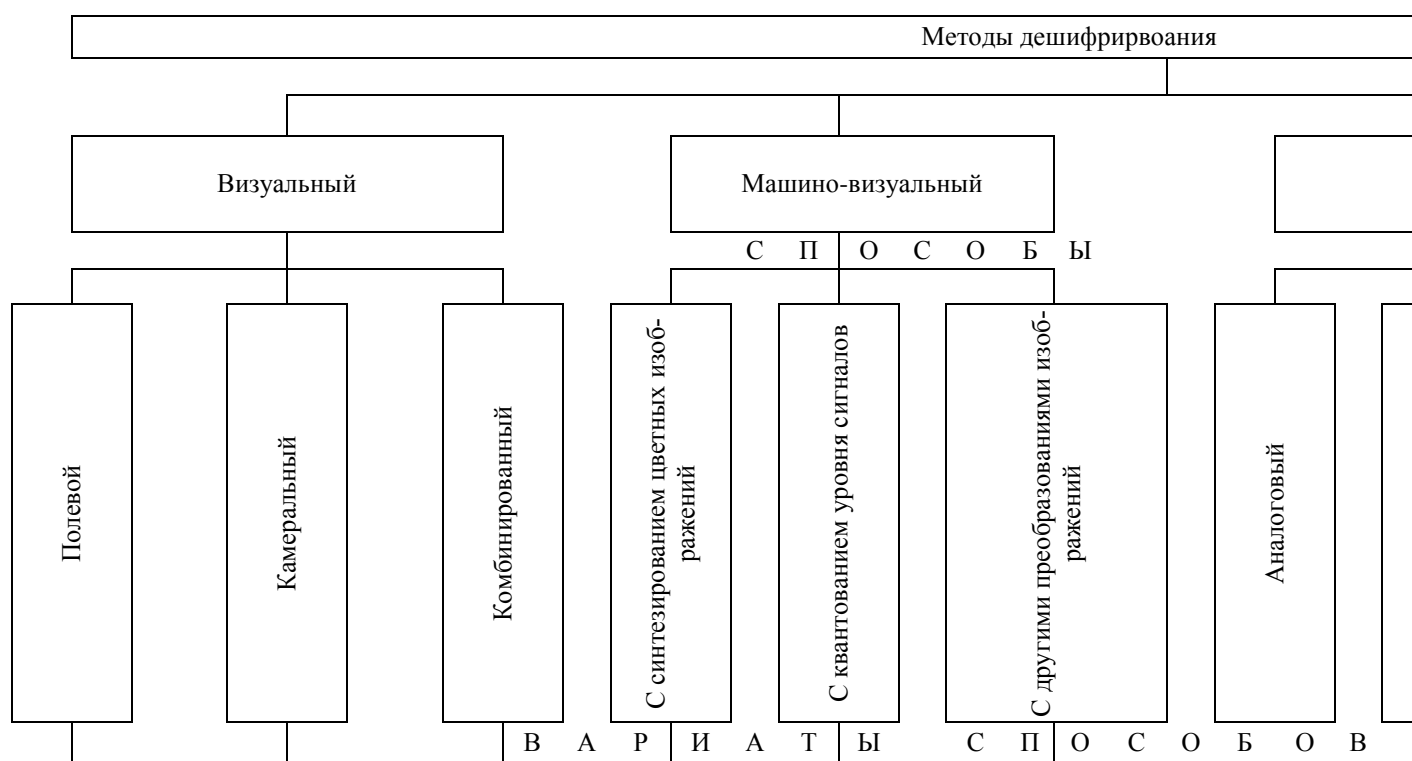 Методы дешифрирвоания
Визуальный
Машино-визуальный
С П О С О Б Ы
Полевой
Камеральный
Комбинированный
С синтезированием цветных изоб-
ражений
С квантованием уровня сигналов
С другими преобразованиями изоб-
ражений
Аналоговый
В А Р И А Т Ы С П О С О Б О В